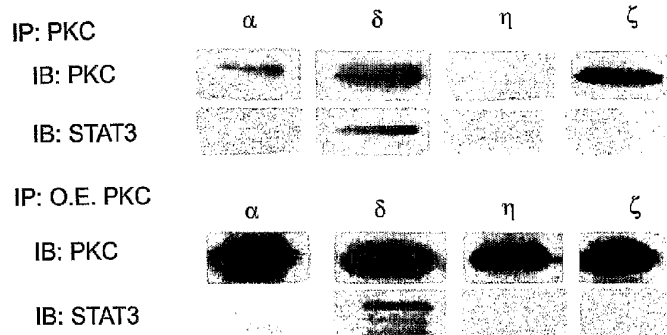 α δ η ζ
IP: PKC
IB: PKC
IB: STAT3
IP: O.E. PKC
α δ η ζ
IB: PKC
IB: STAT3